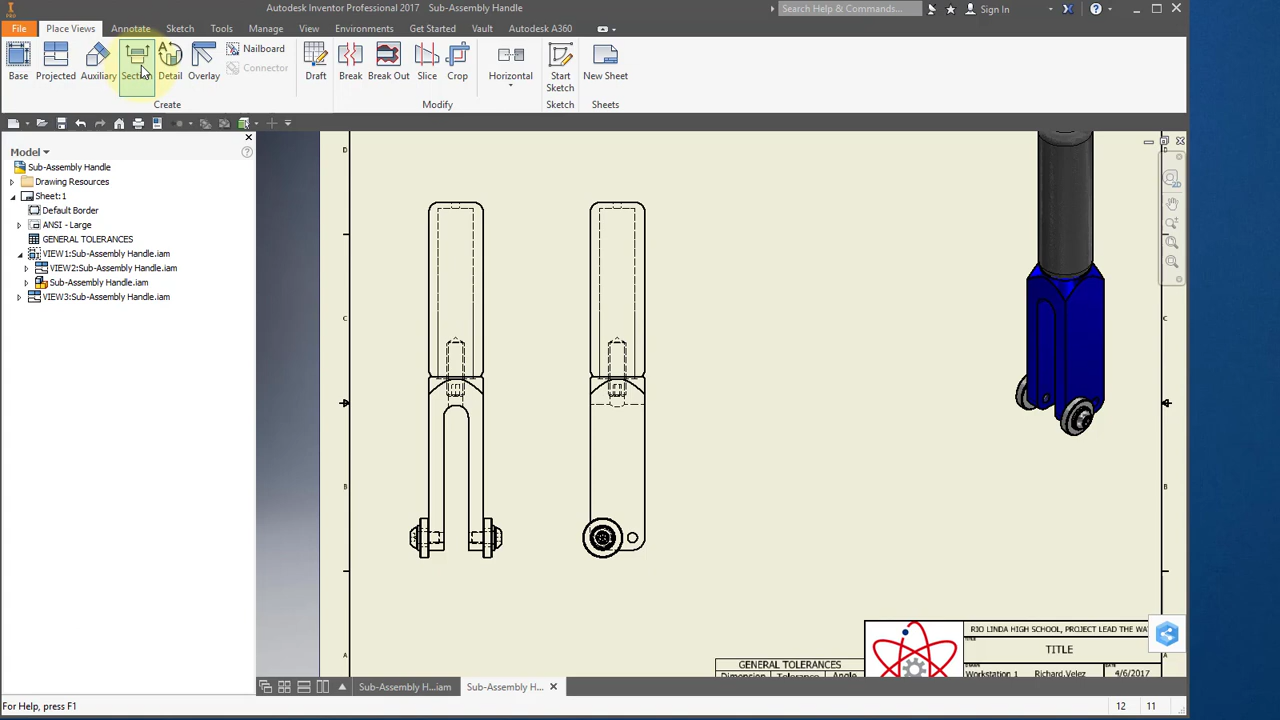 Autodesk Inventor Professional 2017   Sub-Assembly Handle
Search Help & Commands...
Sign In
File
Place Views
Annotate
Sketch
Tools
Manage
View
Environments
Get Started
Vault
Autodesk A360
Base
Projected
Auxiliary
Section
Detail
Overlay
Nailboard
Connector
Draft
Break
Break Out
Slice
Crop
Horizontal
Start
Sketch
New Sheet
Create
Modify
Sketch
Sheets
Model
Sub-Assembly Handle
Drawing Resources
Sheet:1
Default Border
ANSI - Large
GENERAL TOLERANCES
VIEW1:Sub-Assembly Handle.iam
VIEW2:Sub-Assembly Handle.iam
Sub-Assembly Handle.iam
VIEW3:Sub-Assembly Handle.iam
D
D
C
C
B
B
A
A
RIO LINDA HIGH SCHOOL, PROJECT LEAD THE WA
TITLE
TITLE
GENERAL TOLERANCES
Dimension
Tolerance
Angle
Workstation 1
Richard.Velez
DATE
4/6/2017
Sub-Assembly H...iam
Sub-Assembly H...
For Help, press F1
12
11